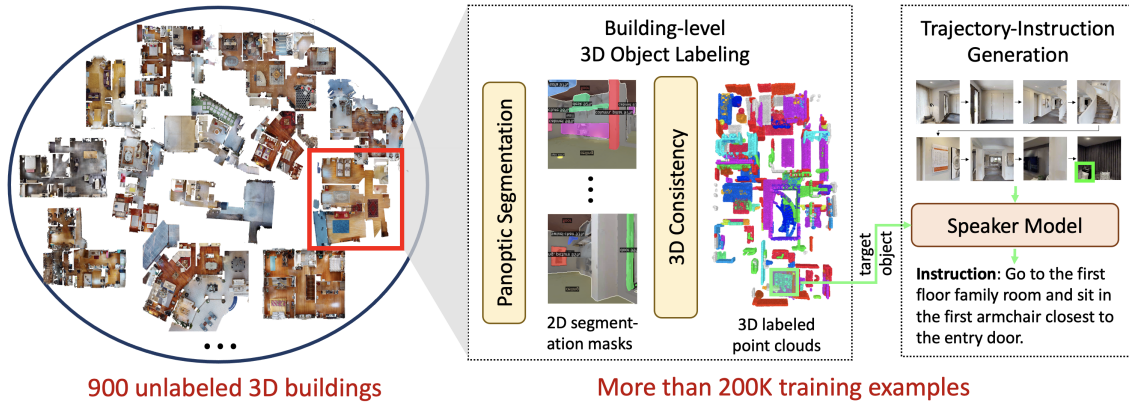 Building-level
3D Object Labeling
Panoptic Segmentation
2D segment-
ation masks
3D Consistency
3D labeled
point clouds
target
object
Trajectory-Instruction
Generation
Speaker Model
Instruction: Go to the first
floor family room and sit in
the first armchair closest to
the entry door.
900 unlabeled 3D buildings
More than 200K training examples